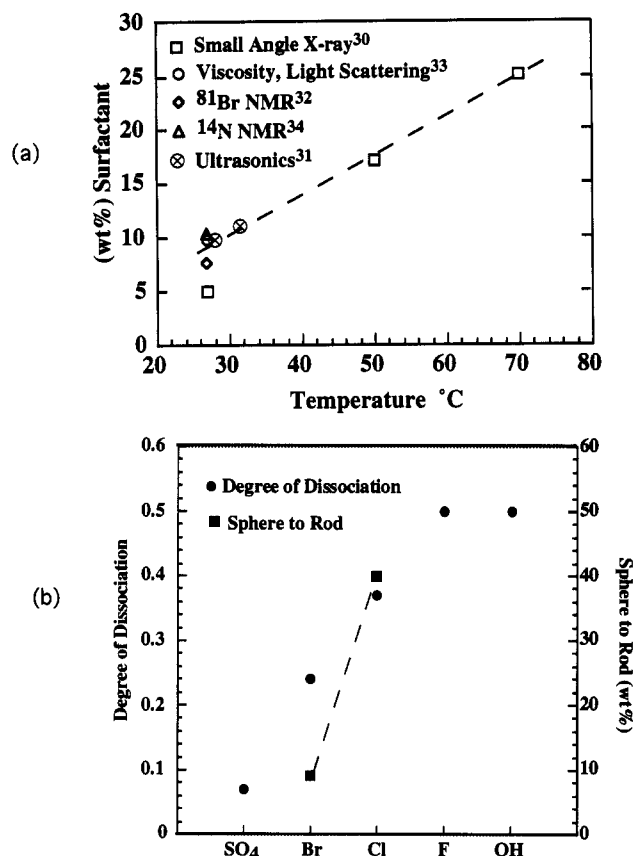 (a)
(wt%) Surfactant
30
25
20
15
10
5
0
Small Angle X-ray30
Viscosity, Light Scattering33
81Br NMR32
14N NMR34
Ultrasonics31
20 30 40 50 60 70 80
Temperature °C
(b)
Degree of Dissociation
0.6
0.5
0.4
0.3
0.2
0.1
0
Degree of Dissociation
Sphere to Rod
60
50
40
30
20
10
0
Sphere to Rod (wt%)
SO4 Br Cl F OH